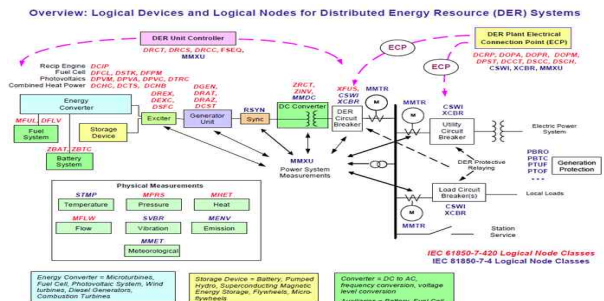 Overview: Logical Devices and Logical Nodes for Distributed Energy Resource (DER) Systems
DER Unit Controller
DRCT, DRCS, DRCC, FSEQ,
MMXU
ECP
ECP
DER Plant Electrical
Connection Point (ECP)
DCRP, DOPA, DOPR, DOPM,
DPST, DCCT, DSCC, DSCH,
CSWI, XCBR, MMXU
Recip Engine DCIP
Fuel Cell DFCL, DSTK, DFPM
Photovoltaics DPVM, DPVA, DPVC, DTRC
Combined Heat Power DCHC, DCTS, DCHB
Energy
Converter
MFUL, DFLV
Fuel
System
Storage
Device
ZBAT, ZBTC
Battery
System
DREX,
DEXC,
DSFC
Exciter
DGEN,
DRAT,
DRAZ,
DCST
Generator
Unit
RSYN
Sync
ZRCT,
ZINV,
MMDC
DC Converter
XFUS,
CSWI
XCBR
DER
Circuit
Breaker
MMTR
M
MMTR
M
CSWI
XCBR
Utility
Circuit
Breaker
Electric Power
System
MMXU
Power System
Measurements
DER Protective
Relaying
PBRO
PBTC
PTUF
PTOF
Generation
Protection
Load Circuit
Breaker(s)
Local Loads
M
CSWI
XCBR
MMTR
Station
Service
Physical Measurements
STMP
Temperature
MPRS
Pressure
MHET
Heat
MFLW
Flow
SVBR
Vibration
MENV
Emission
MMET
Meteorological
IEC 61850-7-420 Logical Node Classes
IEC 81850-7-4 Logical Node Classes
Energy Converter = Microturbines,
Fuel Cell, Photovoltaic System, Wind
turbines, Diesel Generators,
Combustion Turbines
Storage Device = Battery, Pumped
Hydro, Superconducting Magnetic
Energy Storage, Flywheels, Micro-
flywheels
Converter = DC to AC,
frequency conversion, voltage
level conversion
= Battery, Fuel Cell